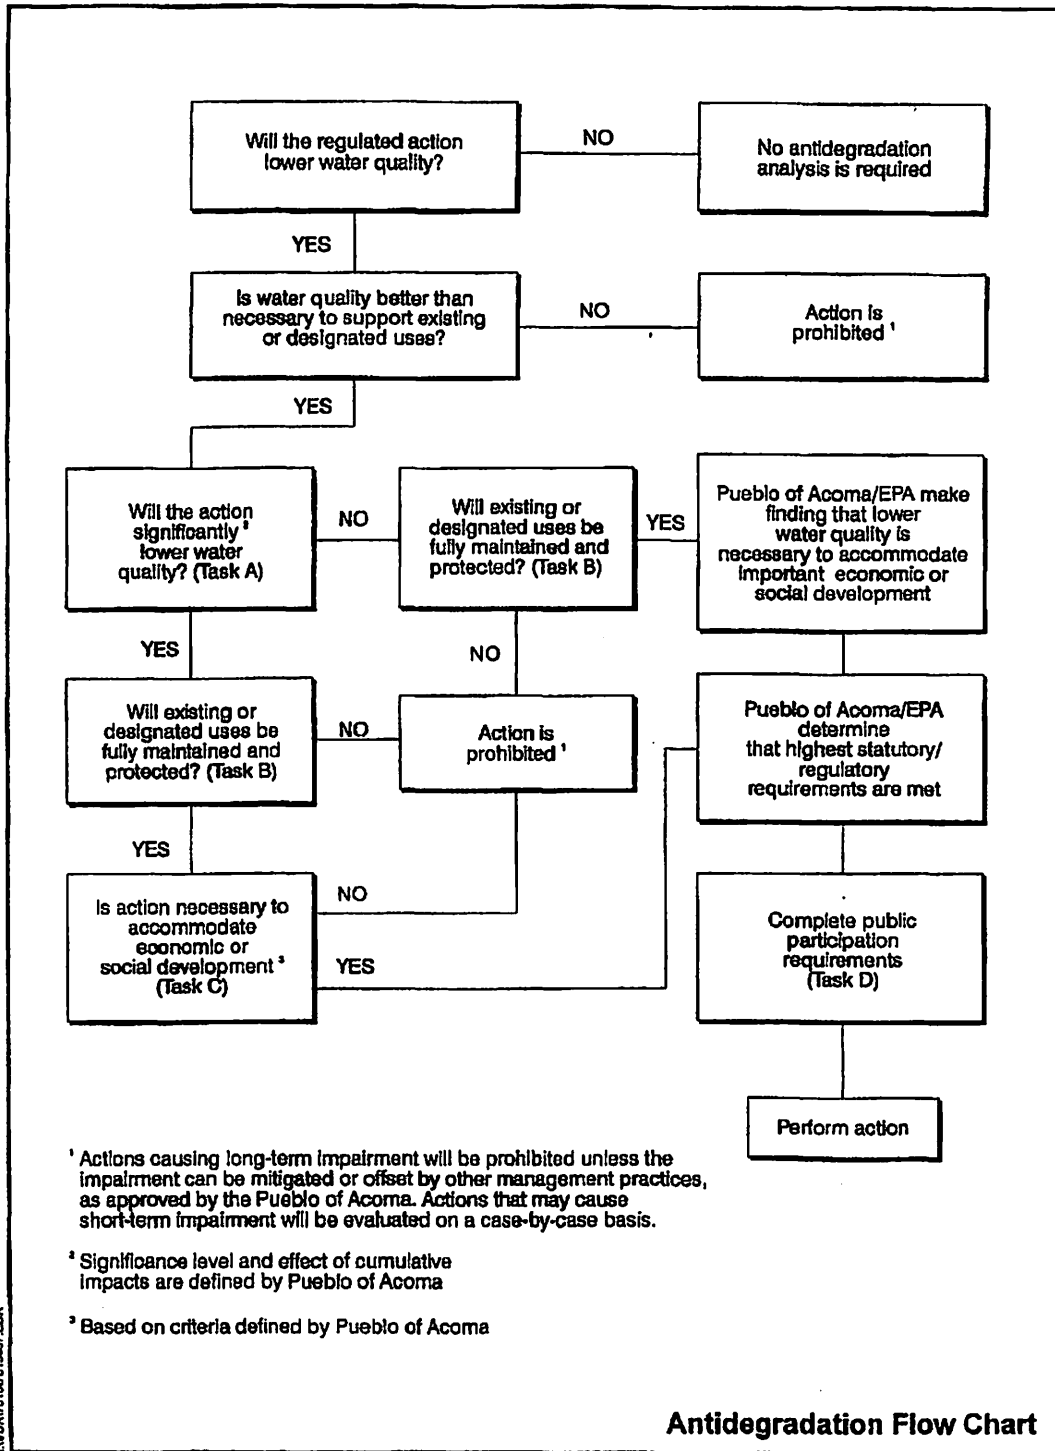 Will the regulated action
lower water quality?
NO
No antidegradation
analysis is required
YES
Is water quality better than
necessary to support existing
or designated uses?
NO
Action is
prohibited ¹
YES
Will the action
significantly ²
lower water
quality? (Task A)
NO
Will existing or
designated uses be
fully maintained and
protected? (Task B)
YES
Pueblo of Acoma/EPA make
finding that lower
water quality is
necessary to accommodate
important economic or
social development
YES
NO
Will existing or
designated uses be
fully maintained and
protected? (Task B)
NO
Action is
prohibited ¹
Pueblo of Acoma/EPA
determine
that highest statutory/
regulatory
requirements are met
YES
Is action necessary to
accommodate
economic or
social development ³
(Task C)
NO
YES
Complete public
participation
requirements
(Task D)
Perform action
¹ Actions causing long-term impairment will be prohibited unless the
impairment can be mitigated or offset by other management practices,
as approved by the Pueblo of Acoma. Actions that may cause
short-term impairment will be evaluated on a case-by-case basis.
² Significance level and effect of cumulative
impacts are defined by Pueblo of Acoma
³ Based on criteria defined by Pueblo of Acoma
Antidegradation Flow Chart